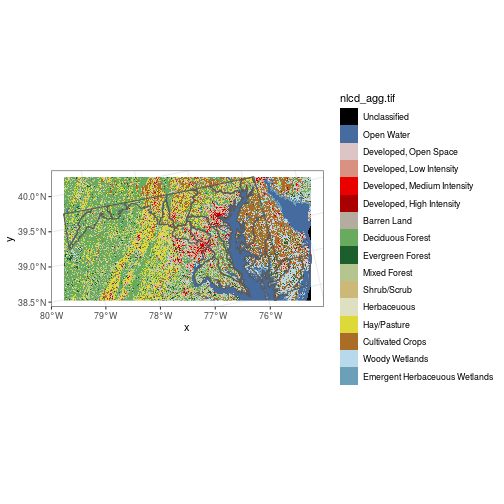 nlcd_agg.tif
Unclassified
Open Water
Developed, Open Space
Developed, Low Intensity
Developed, Medium Intensity
Developed, High Intensity
Barren Land
Deciduous Forest
Evergreen Forest
Mixed Forest
Shrub/Scrub
Herbaceous
Hay/Pasture
Cultivated Crops
Woody Wetlands
Emergent Herbaceuous Wetlands
y
40.0°N
39.5°N
39.0°N
38.5°N
80°W 79°W 78°W 77°W 76°W
x